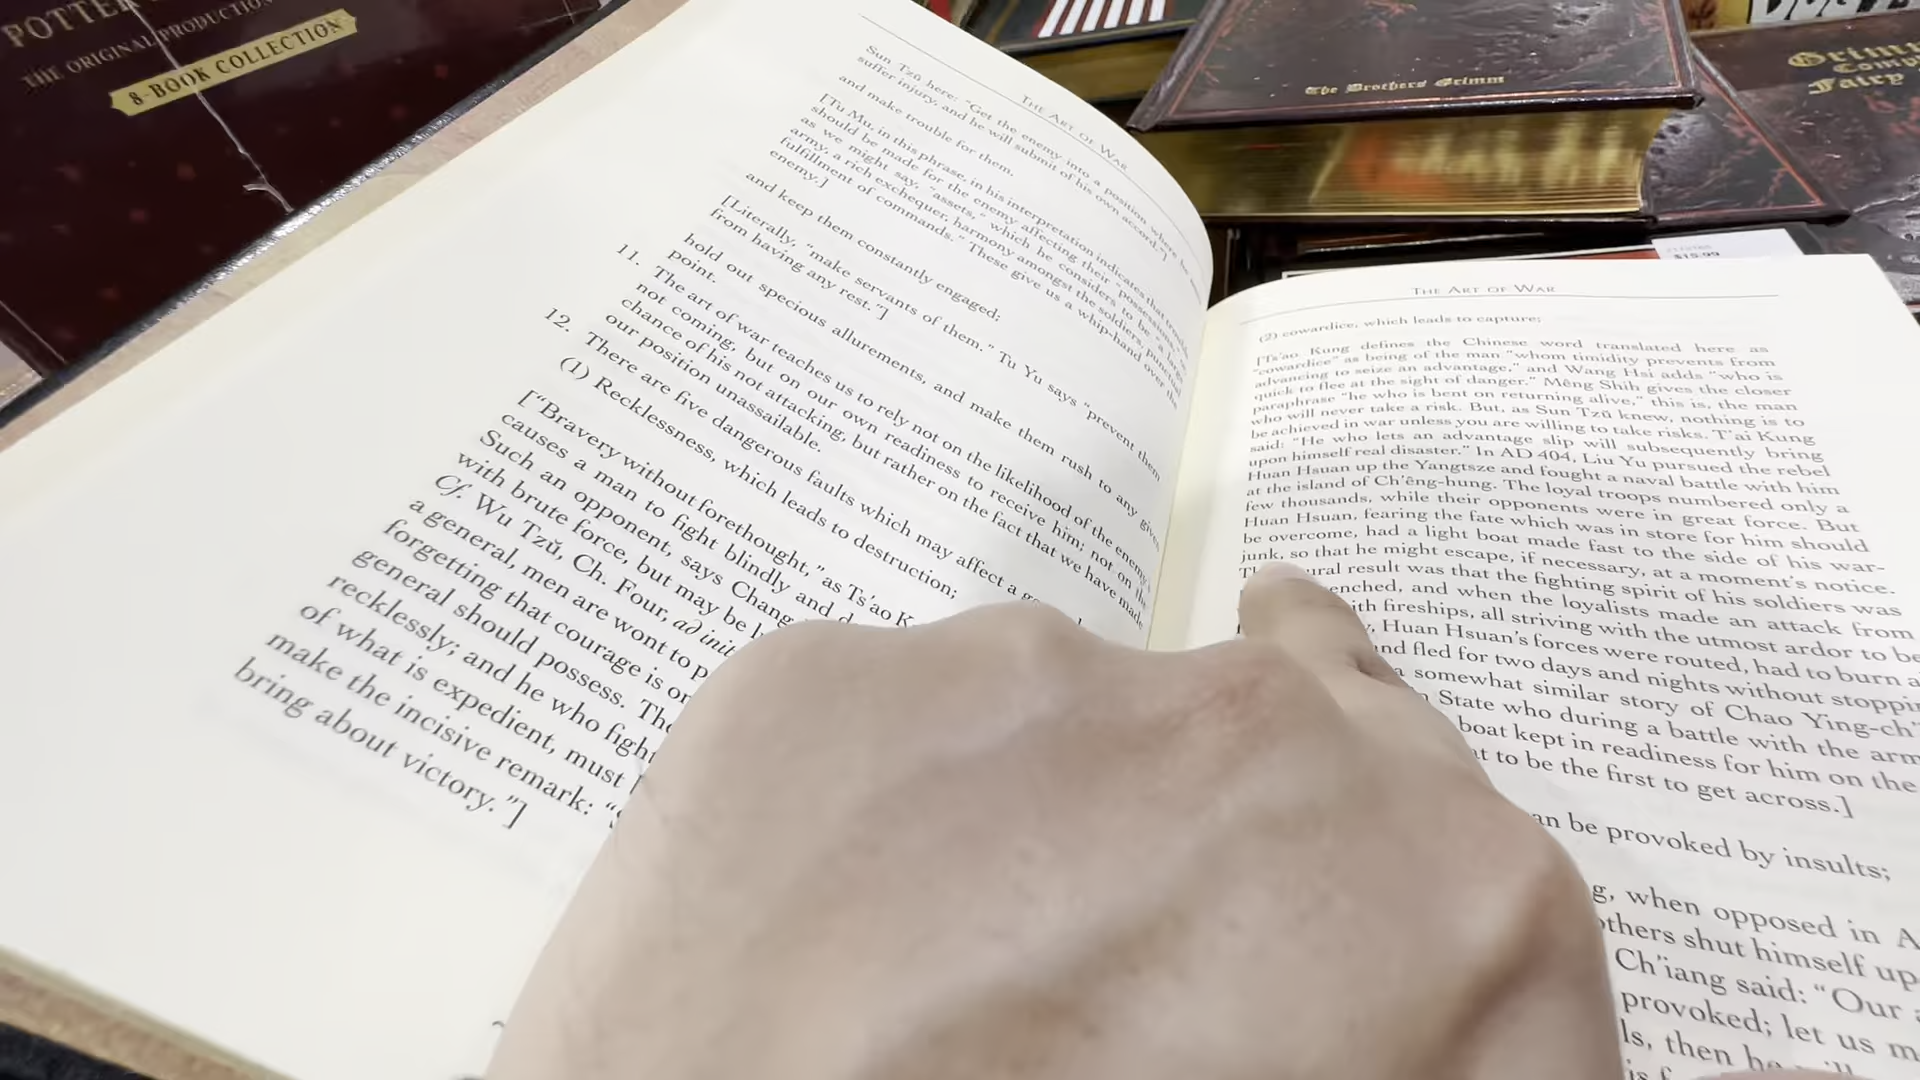 POTTER
THE ORIGINAL PRODUCTION
8-BOOK COLLECTION
The Brothers Grimm
Grimm
Compl
Fairy
$19.99
THE ART OF WAR
Sun Tzŭ here: "Get the enemy into a position where he
suffer injury, and he will submit of his own accord."]
and make trouble for them.
[Tu Mu, in this phrase, in his interpretation indicates that trouble
should be made for the enemy affecting their "possessions,"
as we might say, "assets," which he considers to be "a large
army, a rich exchequer, harmony amongst the soldiers, punctual
fulfillment of commands." These give us a whip-hand over the
enemy.]
and keep them constantly engaged;
[Literally, "make servants of them." Tu Yu says "prevent them
from having any rest."]
hold out specious allurements, and make them rush to any given
point.
11. The art of war teaches us to rely not on the likelihood of the enemy's
not coming, but on our own readiness to receive him; not on the
chance of his not attacking, but rather on the fact that we have made
our position unassailable.
12. There are five dangerous faults which may affect a ge
(1) Recklessness, which leads to destruction;
["Bravery without forethought," as Ts'ao K
causes a man to fight blindly and d
Such an opponent, says Chang
with brute force, but may be l
Cf. Wu Tzŭ, Ch. Four, ad init
a general, men are wont to p
forgetting that courage is on
general should possess. The
recklessly; and he who fight
of what is expedient, must
make the incisive remark:
bring about victory."]
THE ART OF WAR
(2) cowardice, which leads to capture;
[Ts'ao Kung defines the Chinese word translated here as
"cowardice" as being of the man "whom timidity prevents from
advancing to seize an advantage," and Wang Hsi adds "who is
quick to flee at the sight of danger." Mêng Shih gives the closer
paraphrase "he who is bent on returning alive," this is, the man
who will never take a risk. But, as Sun Tzŭ knew, nothing is to
be achieved in war unless you are willing to take risks. T'ai Kung
said: "He who lets an advantage slip will subsequently bring
upon himself real disaster." In AD 404, Liu Yu pursued the rebel
Huan Hsuan up the Yangtsze and fought a naval battle with him
at the island of Ch'êng-hung. The loyal troops numbered only a
few thousands, while their opponents were in great force. But
Huan Hsuan, fearing the fate which was in store for him should
be overcome, had a light boat made fast to the side of his war-
junk, so that he might escape, if necessary, at a moment's notice.
Th ural result was that the fighting spirit of his soldiers was
enched, and when the loyalists made an attack from
ith fireships, all striving with the utmost ardor to be
, Huan Hsuan's forces were routed, had to burn a
and fled for two days and nights without stoppi
a somewhat similar story of Chao Ying-ch'
State who during a battle with the arm
boat kept in readiness for him on the
at to be the first to get across.]
an be provoked by insults;
g, when opposed in A
others shut himself up
Ch'iang said: "Our
provoked; let us m
ls, then he will